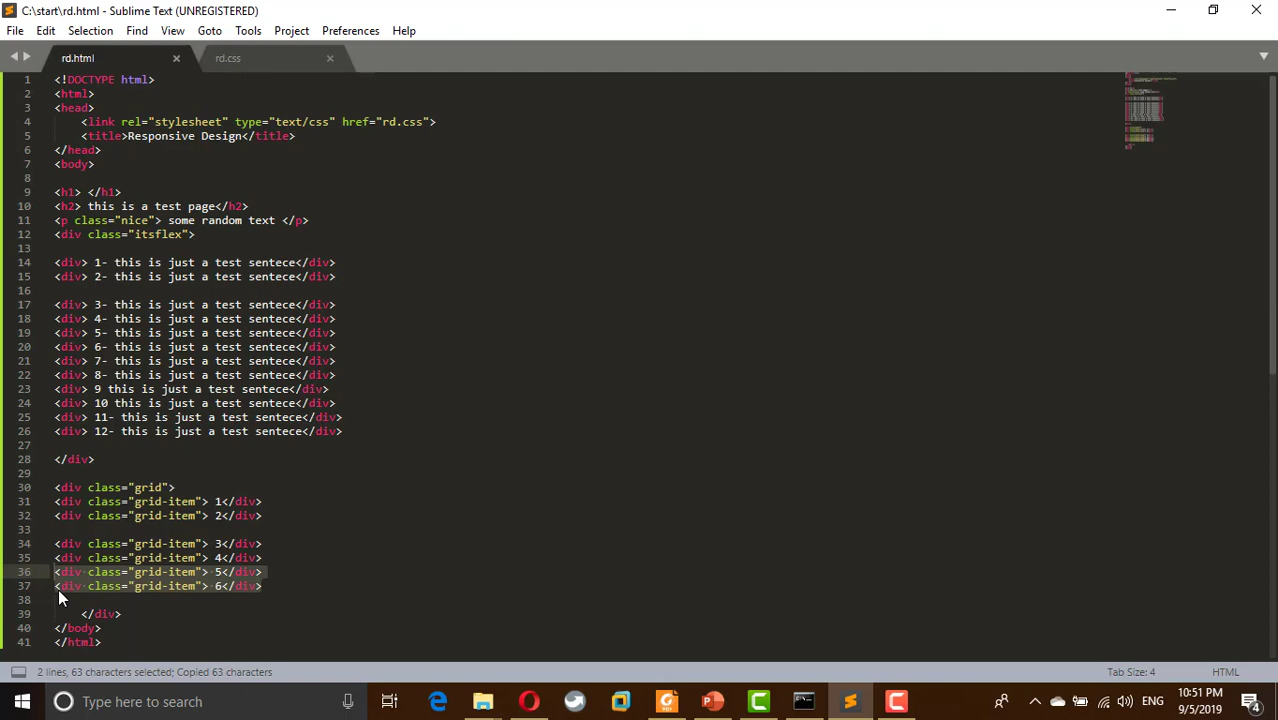 C:\start\rd.html - Sublime Text (UNREGISTERED)
File Edit Selection Find View Goto Tools Project Preferences Help
rd.html rd.css
1 <!DOCTYPE html>
2 <html>
3 <head>
4 <link rel="stylesheet" type="text/css" href="rd.css">
5 <title>Responsive Design</title>
6 </head>
7 <body>
8
9 <h1> </h1>
10 <h2> this is a test page</h2>
11 <p class="nice"> some random text </p>
12 <div class="itsflex">
13
14 <div> 1- this is just a test sentece</div>
15 <div> 2- this is just a test sentece</div>
16
17 <div> 3- this is just a test sentece</div>
18 <div> 4- this is just a test sentece</div>
19 <div> 5- this is just a test sentece</div>
20 <div> 6- this is just a test sentece</div>
21 <div> 7- this is just a test sentece</div>
22 <div> 8- this is just a test sentece</div>
23 <div> 9 this is just a test sentece</div>
24 <div> 10 this is just a test sentece</div>
25 <div> 11- this is just a test sentece</div>
26 <div> 12- this is just a test sentece</div>
27
28 </div>
29
30 <div class="grid">
31 <div class="grid-item"> 1</div>
32 <div class="grid-item"> 2</div>
33
34 <div class="grid-item"> 3</div>
35 <div class="grid-item"> 4</div>
36 <div class="grid-item"> 5</div>
37 <div class="grid-item"> 6</div>
38
39 </div>
40 </body>
41 </html>
2 lines, 63 characters selected; Copied 63 characters Tab Size: 4 HTML
Type here to search ENG 10:51 PM
9/5/2019 4